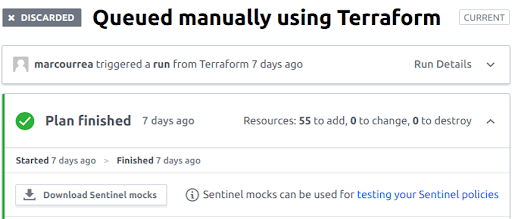 DISCARDED Queued manually using Terraform CURRENT
marcourrea triggered a run from Terraform 7 days ago Run Details
Plan finished 7 days ago Resources: 55 to add, 0 to change, 0 to destroy
Started 7 days ago > Finished 7 days ago
Download Sentinel mocks Sentinel mocks can be used for testing your Sentinel policies